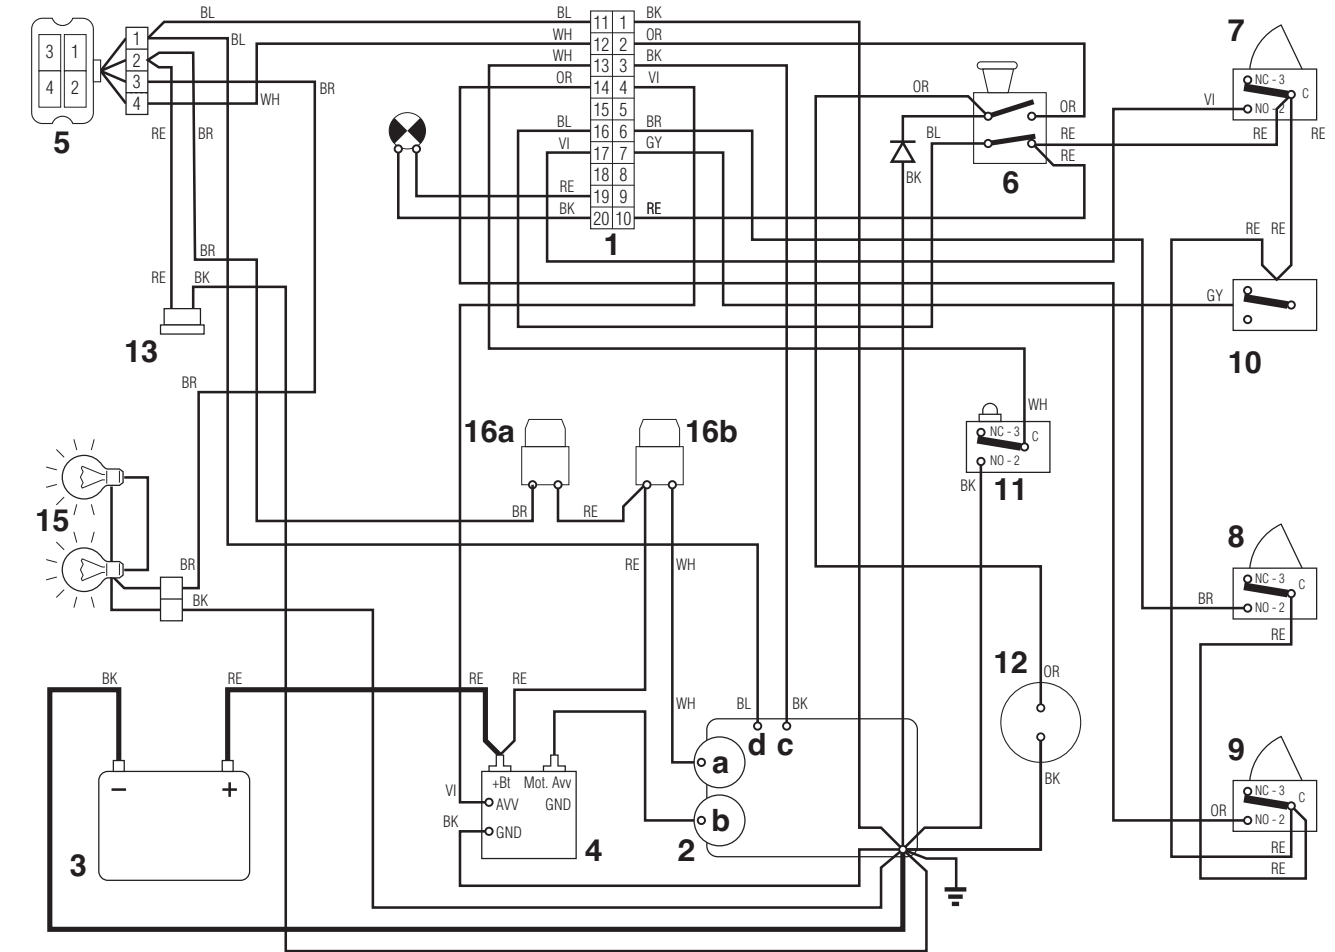 BL BL 11 1 BK 7
5 WH 12 2 OR
3 1 1 BL WH 13 3 BK NC - 3
4 2 2 OR 14 4 VI C
3 BR 15 5 OR OR VI NO - 2
4 WH BL 16 6 BR BL RE RE RE
RE BR VI 17 7 GY RE
18 8 BK 6
RE 19 9
BK 20 10 RE
1 RE RE
BR
RE BK GY
13 10
BR
16a 16b WH
NC - 3 C
NO - 2
BK 11
15 BR RE
8
BR RE WH NC - 3 C
BK BR NO - 2
RE
12 OR
BK RE RE RE
WH BL BK
d c 9
− + +Bt Mot. Avv a BK NC - 3 C
VI AVV GND OR NO - 2
BK GND b
3 4 2 RE
RE